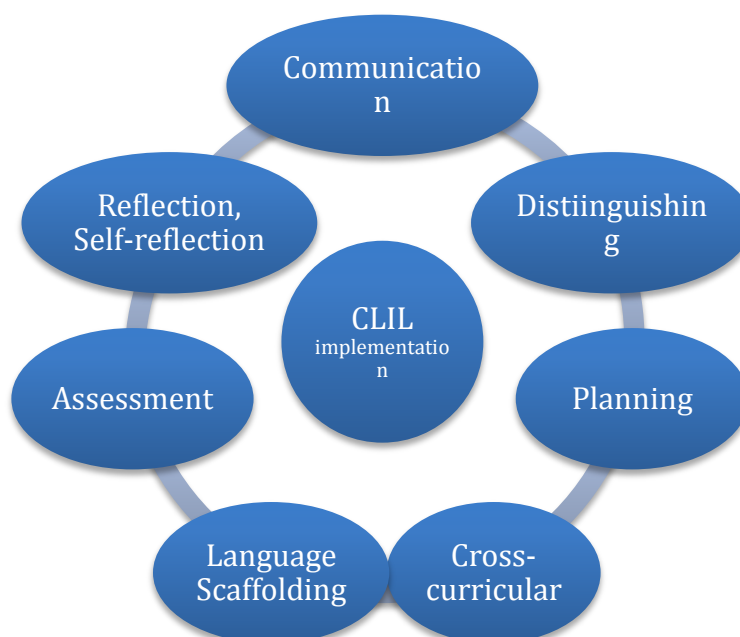 Communicatio
n
Distiinguishin
g
Planning
Cross-
curricular
Language
Scaffolding
Assessment
Reflection,
Self-reflection
CLIL
implementatio
n